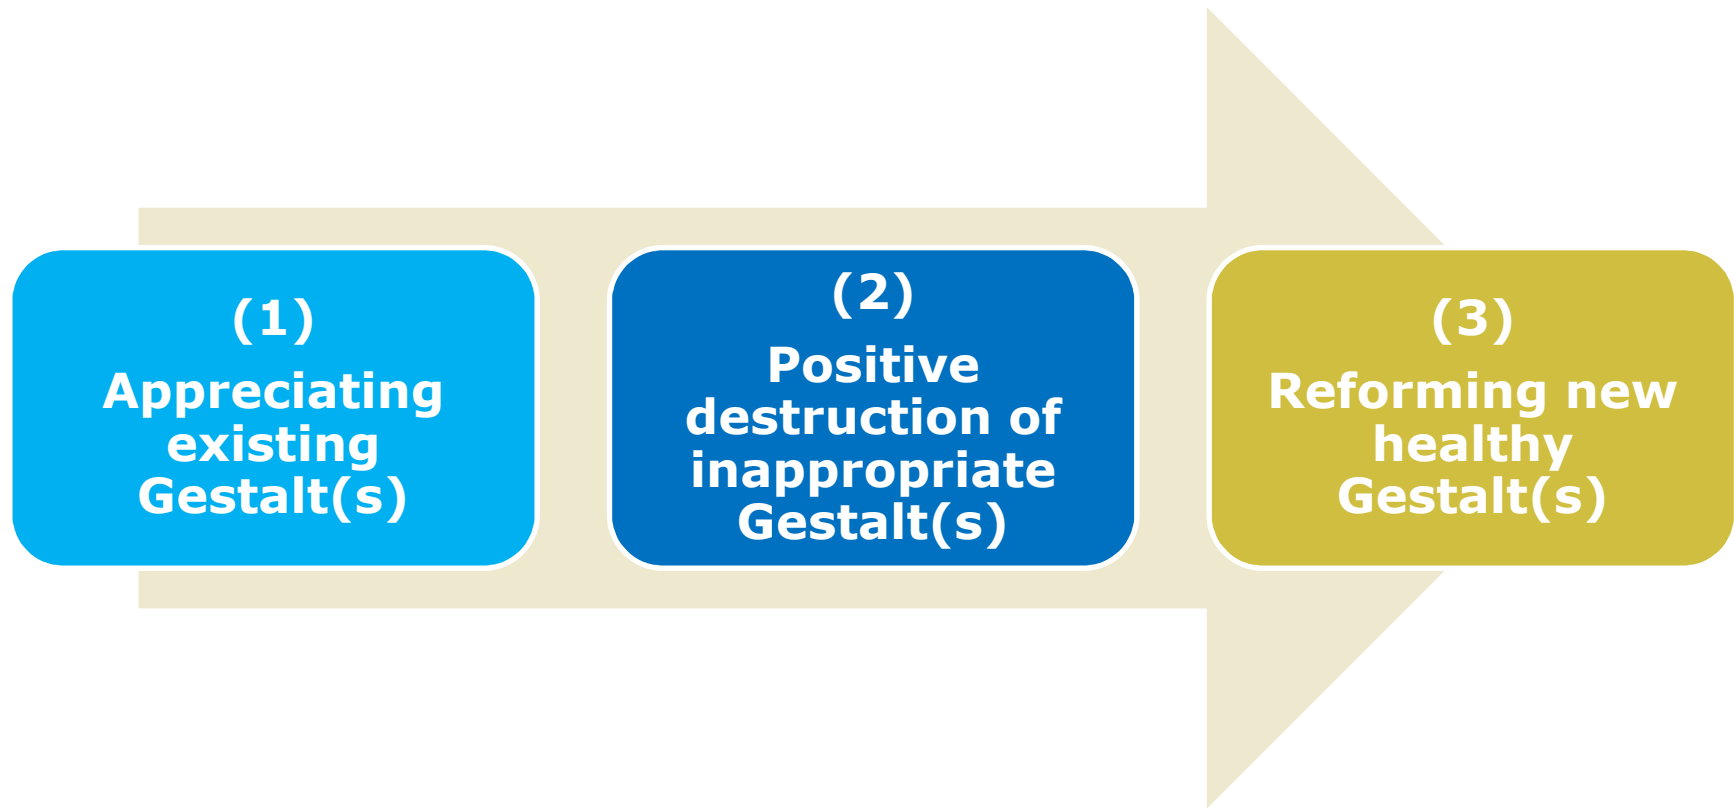 (1)
Appreciating
existing
Gestalt(s)
(2)
Positive
destruction of
inappropriate
Gestalt(s)
(3)
Reforming new
healthy
Gestalt(s)